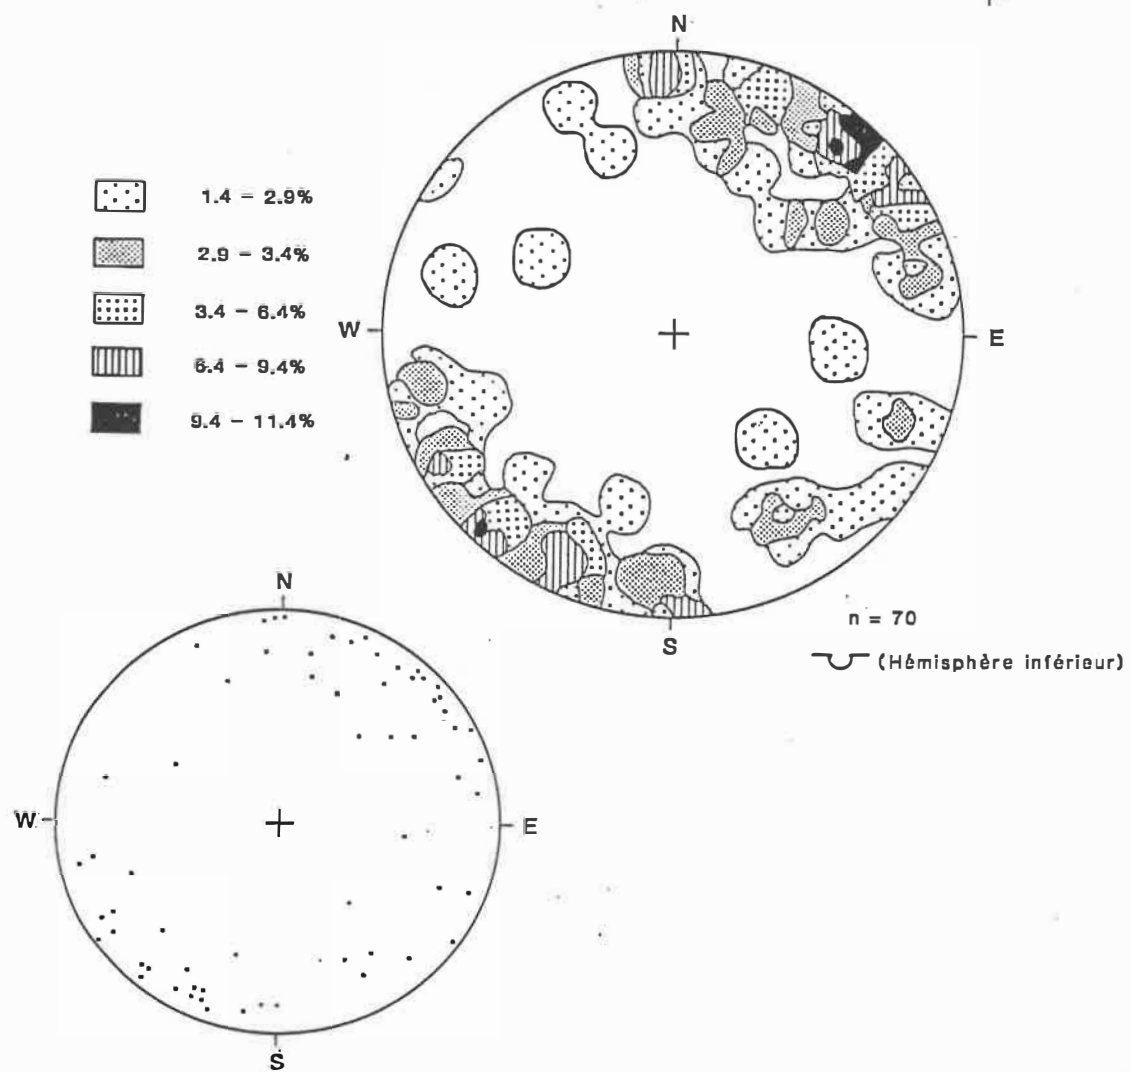 N
1.4 - 2.9%
2.9 - 3.4%
3.4 - 6.4%
W
E
6.4 - 9.4%
9.4 - 11.4%
n = 70
S
(Hémisphère inférieur)
N
W
E
S